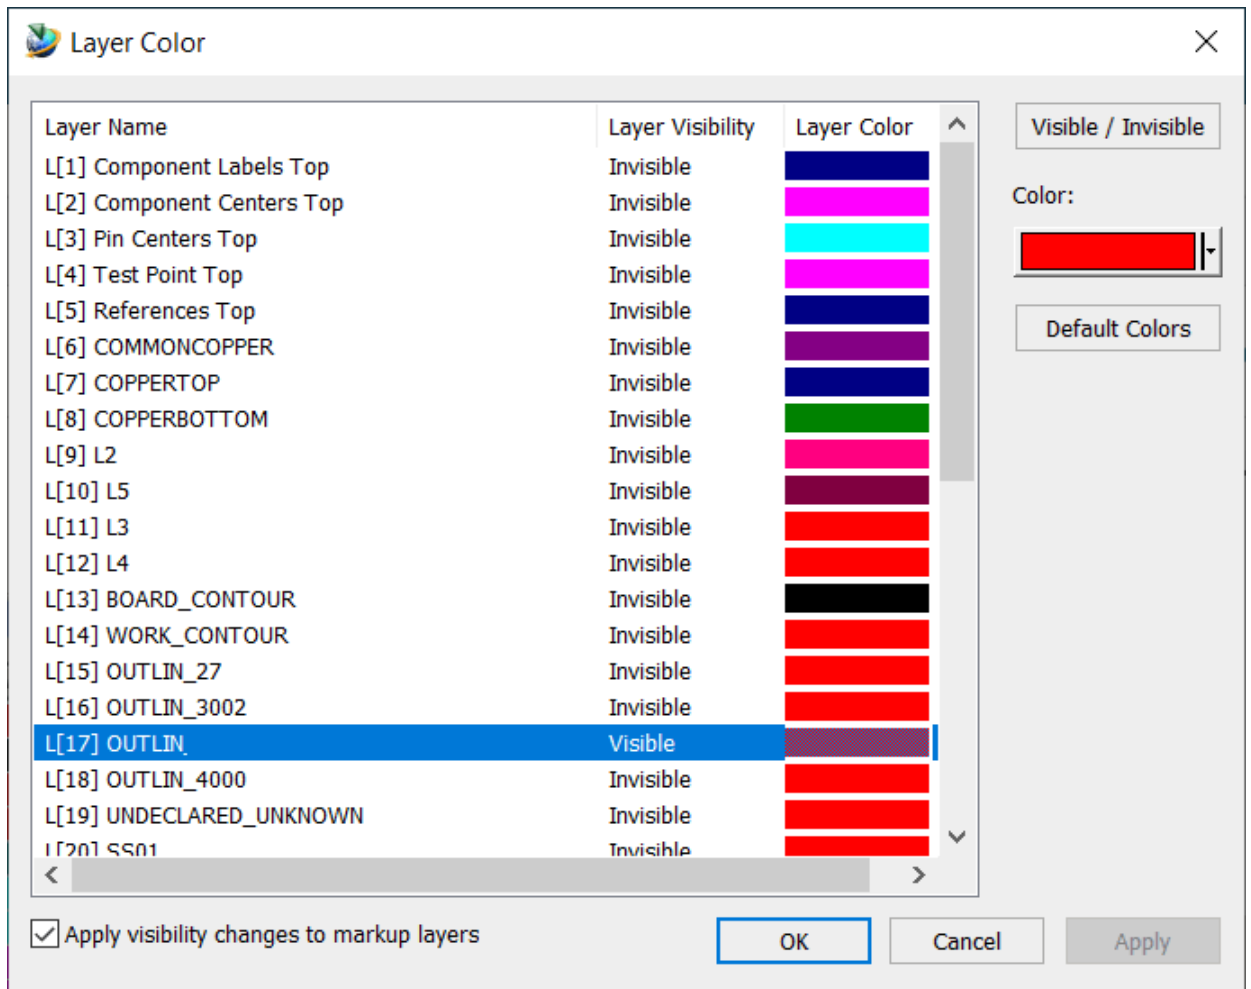 Layer Color
Layer Name Layer Visibility Layer Color
L[1] Component Labels Top Invisible
L[2] Component Centers Top Invisible
L[3] Pin Centers Top Invisible
L[4] Test Point Top Invisible
L[5] References Top Invisible
L[6] COMMONCOPPER Invisible
L[7] COPPERTOP Invisible
L[8] COPPERBOTTOM Invisible
L[9] L2 Invisible
L[10] L5 Invisible
L[11] L3 Invisible
L[12] L4 Invisible
L[13] BOARD_CONTOUR Invisible
L[14] WORK_CONTOUR Invisible
L[15] OUTLIN_27 Invisible
L[16] OUTLIN_3002 Invisible
L[17] OUTLIN_ Visible
L[18] OUTLIN_4000 Invisible
L[19] UNDECLARED_UNKNOWN Invisible
L[20] SS01 Invisible
Visible / Invisible
Color:
Default Colors
Apply visibility changes to markup layers
OK Cancel Apply